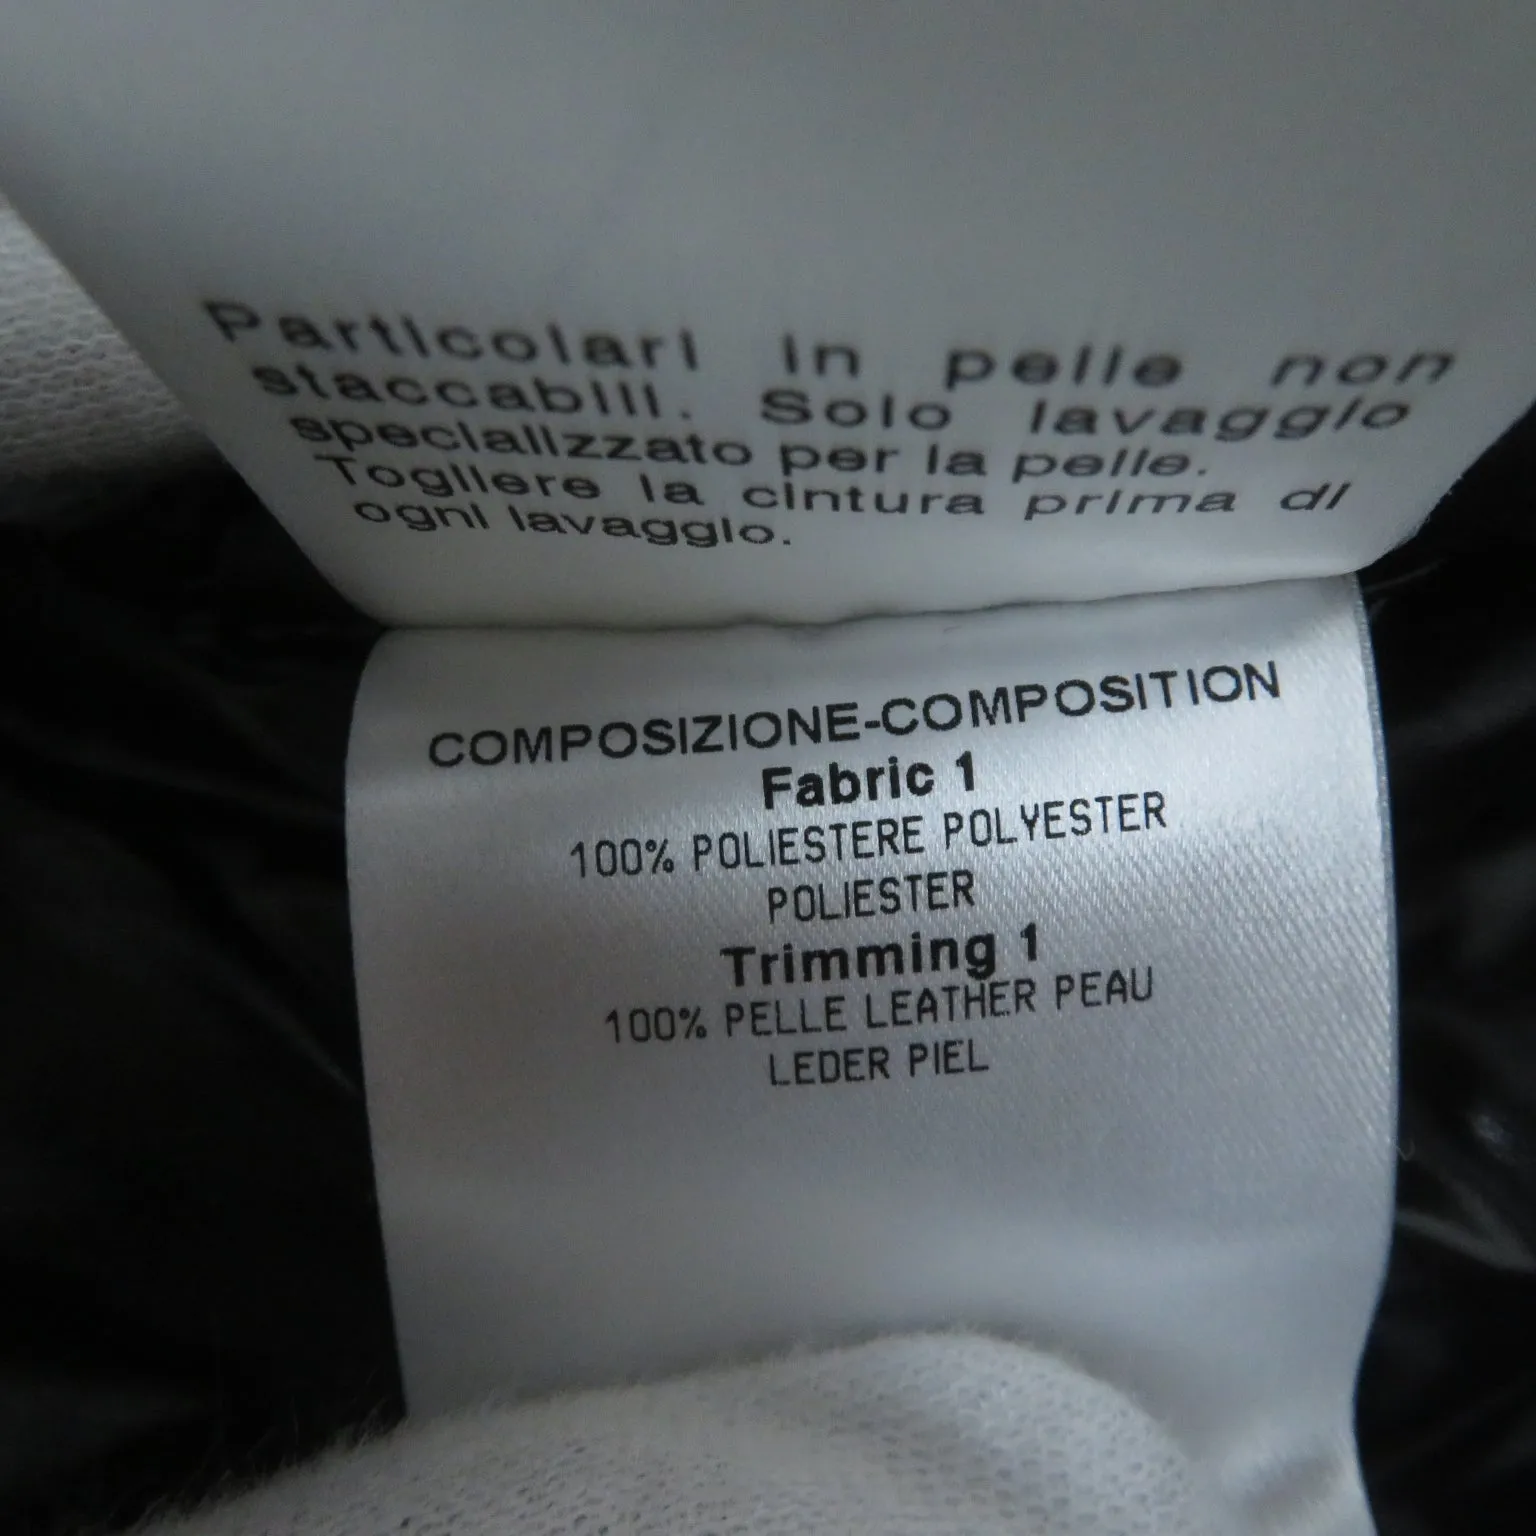 Particolari in pelle non
staccabili. Solo lavaggio
specializzato per la pelle.
Togliere la cintura prima di
ogni lavaggio.
COMPOSIZIONE-COMPOSITION
Fabric 1
100% POLIESTERE POLYESTER
POLIESTER
Trimming 1
100% PELLE LEATHER PEAU
LEDER PIEL